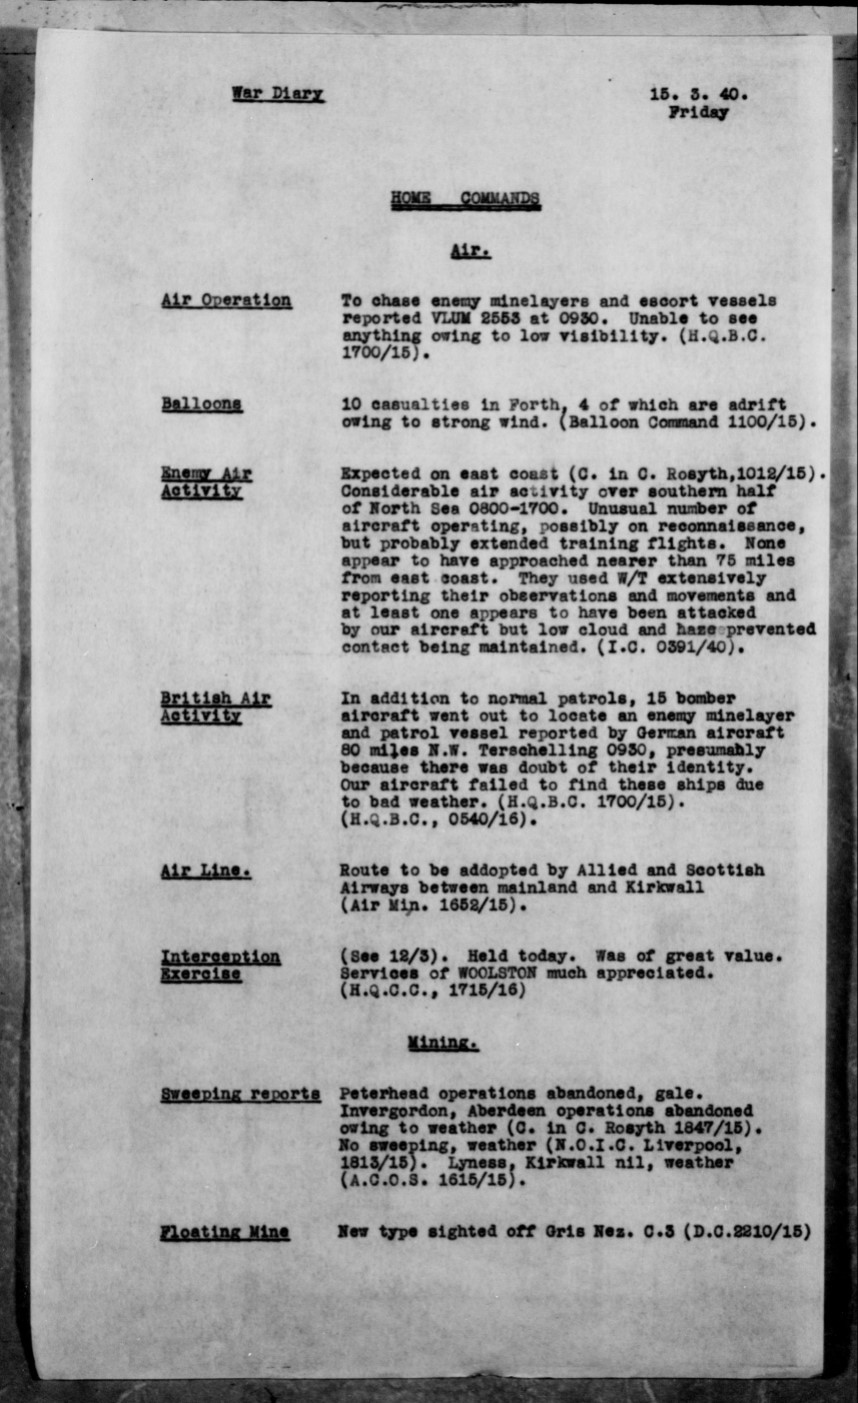 War Diary 15. 3. 40.
Friday
HOME COMMANDS
Air.
Air Operation To chase enemy minelayers and escort vessels
reported VLUM 2553 at 0930. Unable to see
anything owing to low visibility. (H.Q.B.C.
1700/15).
Balloons 10 casualties in Forth, 4 of which are adrift
owing to strong wind. (Balloon Command 1100/15).
Enemy Air Expected on east coast (C. in C. Rosyth,1012/15).
Activity Considerable air activity over southern half
of North Sea 0800-1700. Unusual number of
aircraft operating, possibly on reconnaissance,
but probably extended training flights. None
appear to have approached nearer than 75 miles
from east coast. They used W/T extensively
reporting their observations and movements and
at least one appears to have been attacked
by our aircraft but low cloud and haze prevented
contact being maintained. (I.C. 0391/40).
British Air In addition to normal patrols, 15 bomber
Activity aircraft went out to locate an enemy minelayer
and patrol vessel reported by German aircraft
80 miles N.W. Terschelling 0930, presumably
because there was doubt of their identity.
Our aircraft failed to find these ships due
to bad weather. (H.Q.B.C. 1700/15).
(H.Q.B.C., 0540/16).
Air Line. Route to be addopted by Allied and Scottish
Airways between mainland and Kirkwall
(Air Min. 1652/15).
Interception (See 12/3). Held today. Was of great value.
Exercise Services of WOOLSTON much appreciated.
(H.Q.C.C., 1715/16)
Mining.
Sweeping reports Peterhead operations abandoned, gale.
Invergordon, Aberdeen operations abandoned
owing to weather (C. in C. Rosyth 1847/15).
No sweeping, weather (N.O.I.C. Liverpool,
1813/15). Lyness, Kirkwall nil, weather
(A.C.O.S. 1615/15).
Floating Mine New type sighted off Gris Nez. C.3 (D.C.2210/15)